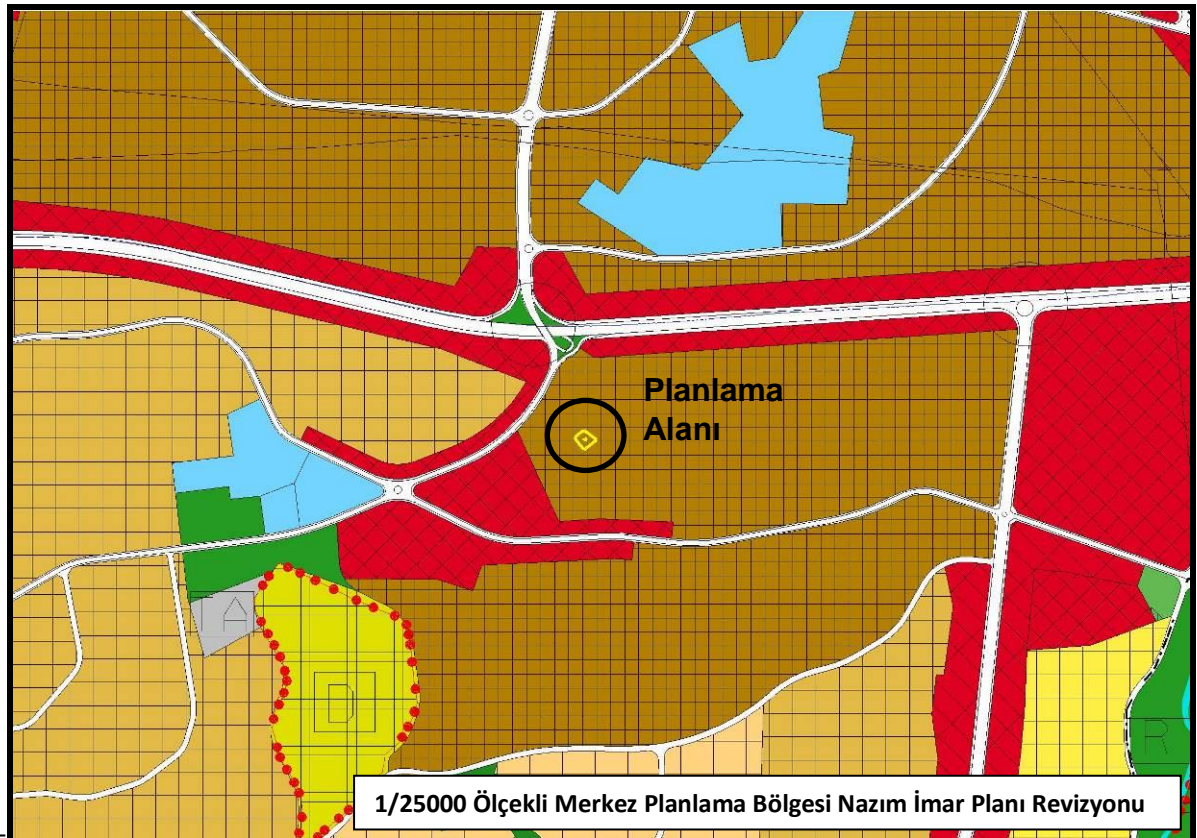 Planlama
Alanı
A
D
R
1/25000 Ölçekli Merkez Planlama Bölgesi Nazım İmar Planı Revizyonu